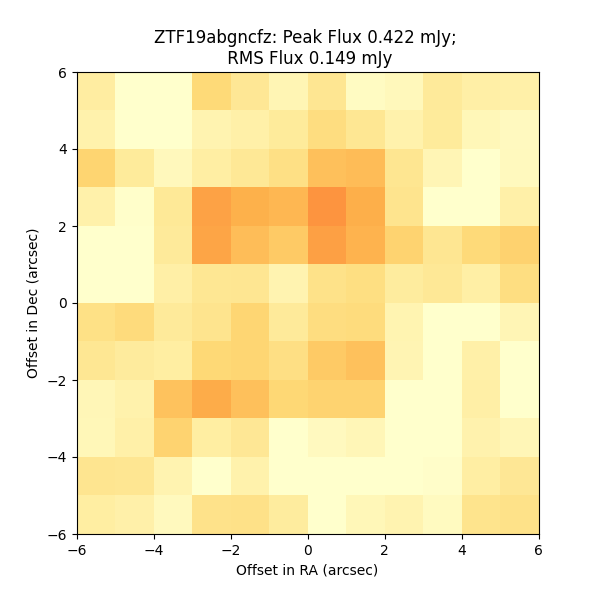 ZTF19abgncfz: Peak Flux 0.422 mJy;
RMS Flux 0.149 mJy
6
4
2
0
−2
−4
−6
Offset in Dec (arcsec)
−6 −4 −2 0 2 4 6
Offset in RA (arcsec)